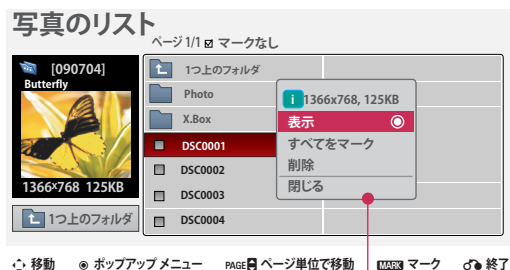 写真のリスト
ページ 1/1 マークなし
[090704]
Butterfly
1366×768 125KB
1つ上のフォルダ
1つ上のフォルダ
Photo
X.Box
DSC0001
DSC0002
DSC0003
DSC0004
i 1366x768, 125KB
表示
すべてをマーク
削除
閉じる
移動 ポップアップ メニュー PAGE ページ単位で移動 MARK マーク 終了